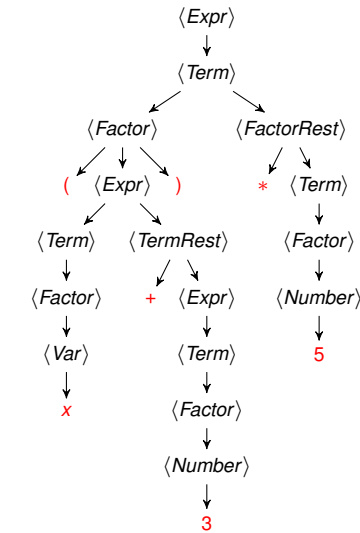 ⟨Expr⟩
⟨Term⟩
⟨Factor⟩ ⟨FactorRest⟩
( ⟨Expr⟩ ) * ⟨Term⟩
⟨Term⟩ ⟨TermRest⟩ ⟨Factor⟩
⟨Factor⟩ + ⟨Expr⟩ ⟨Number⟩
⟨Var⟩ ⟨Term⟩ 5
x ⟨Factor⟩
⟨Number⟩
3